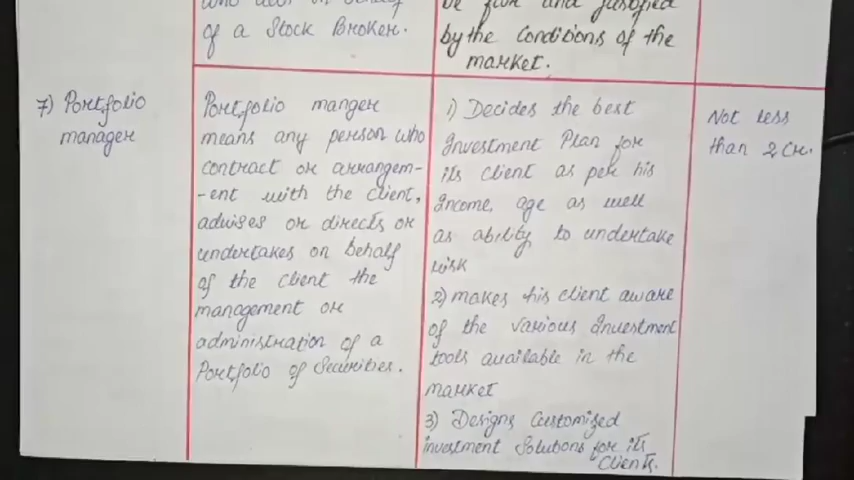 of a Stock Broker.
be fair and justified
by the Conditions of the
market.
7) Portfolio
manager
Portfolio manger
means any person who
contract or arrangem-
-ent with the client,
advises or directs or
undertakes on behalf
of the client the
management or
administration of a
Portfolio of Securities.
1) Decides the best
Investment Plan for
its client as per his
Income, age as well
as ability to undertake
risk
2) makes his client aware
of the various Investment
tools available in the
market
3) Designs Customized
investment Solutions for its
Clients.
Not less
than 2 Cr.